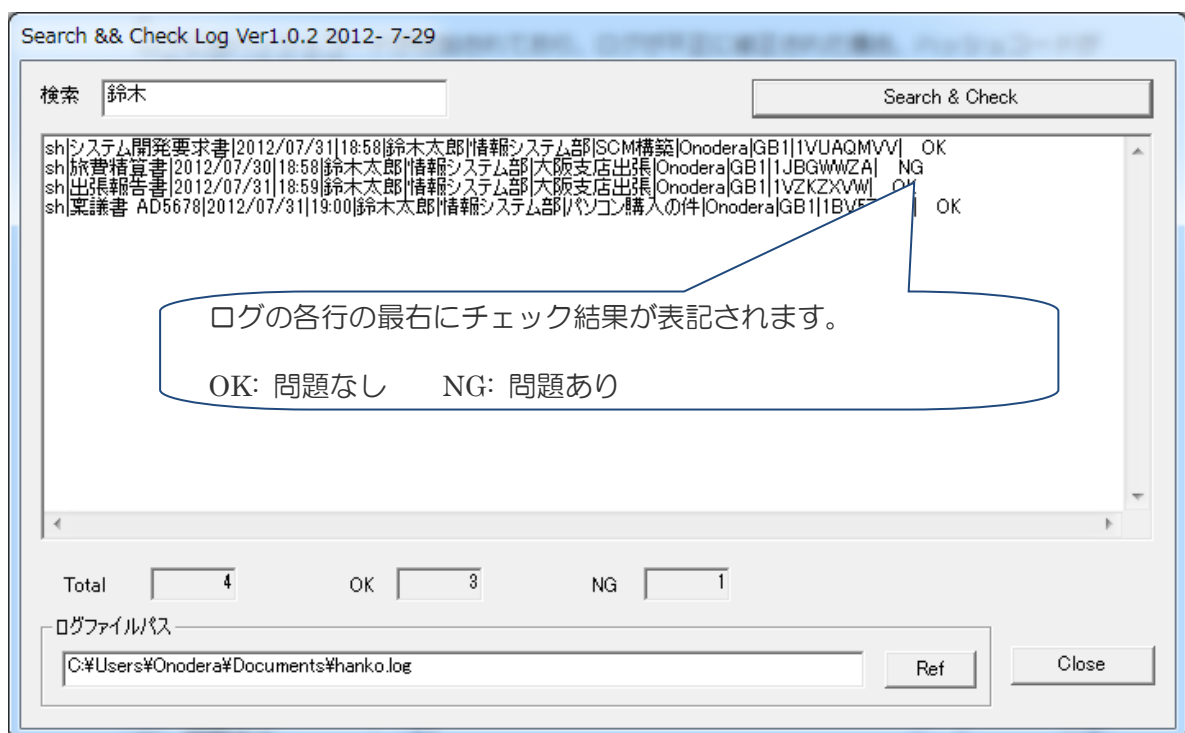 Search && Check Log Ver1.0.2 2012- 7-29
検索 鈴木 Search & Check
sh|システム開発要求書|2012/07/31|18:58|鈴木太郎|情報システム部|SCM構築|Onodera|GB1|1VUAQMVV| OK
sh|旅費精算書|2012/07/30|18:58|鈴木太郎|情報システム部|大阪支店出張|Onodera|GB1|1JBGWWZA| NG
sh|出張報告書|2012/07/31|18:59|鈴木太郎|情報システム部|大阪支店出張|Onodera|GB1|1VZKZXVW| OK
sh|稟議書 AD5678|2012/07/31|19:00|鈴木太郎|情報システム部|パソコン購入の件|Onodera|GB1| OK
ログの各行の最右にチェック結果が表記されます。
OK: 問題なし NG: 問題あり
Total 4 OK 3 NG 1
ログファイルパス
C:¥Users¥Onodera¥Documents¥hanko.log Ref Close